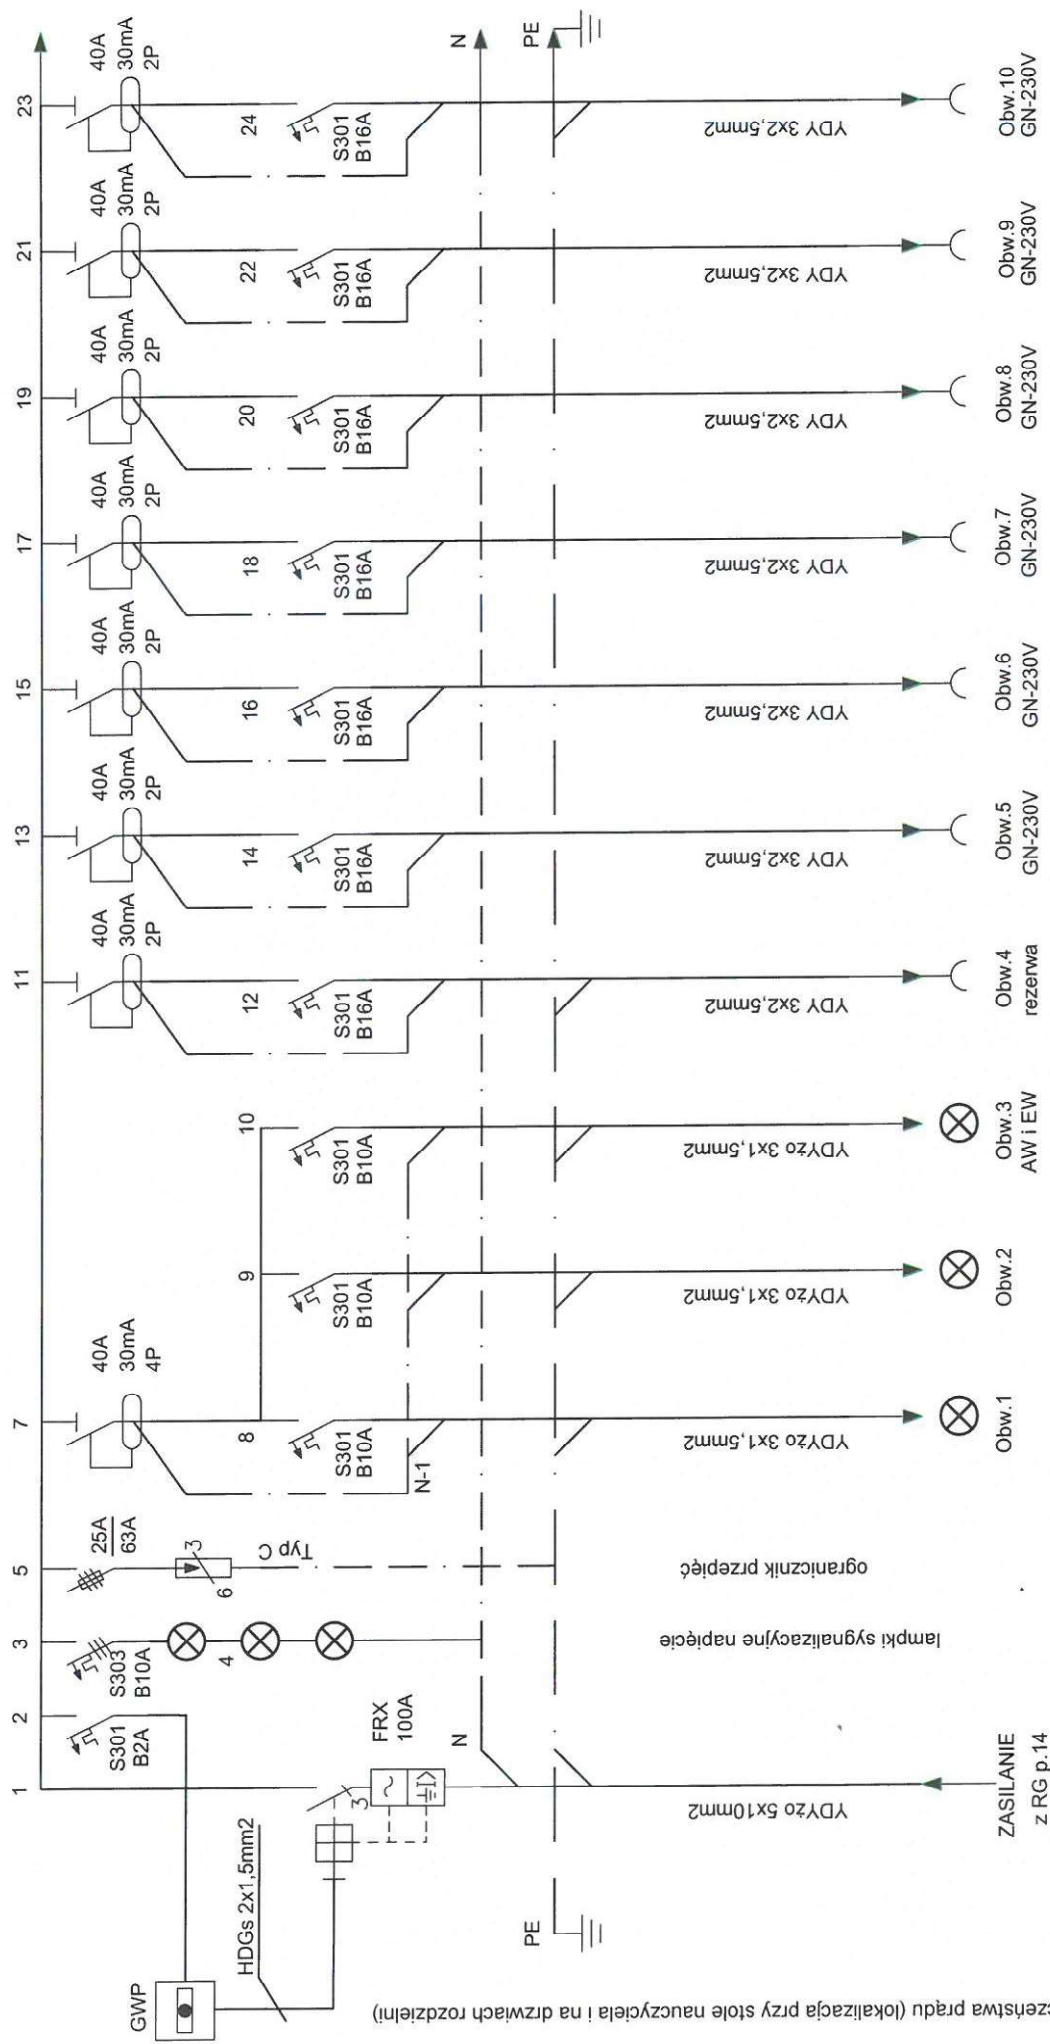 1
2
3
5
7
11
13
15
17
19
21
23
40A
30mA
4P
40A
30mA
2P
40A
30mA
2P
40A
30mA
2P
40A
30mA
2P
40A
30mA
2P
40A
30mA
2P
40A
30mA
2P
S301
B2A
S303
B10A
4
25A
63A
3
6
Typ C
8
9
10
12
14
16
18
20
22
24
S301
B10A
S301
B10A
S301
B10A
S301
B16A
S301
B16A
S301
B16A
S301
B16A
S301
B16A
S301
B16A
S301
B16A
N-1
GWP
HDGs 2x1,5mm2
3
FRX
100A
N
N
PE
PE
YDYżo 5x10mm2
lampki sygnalizacyjne napięcie
ogranicznik przepięć
YDYżo 3x1,5mm2
YDYżo 3x1,5mm2
YDYżo 3x1,5mm2
YDY 3x2,5mm2
YDY 3x2,5mm2
YDY 3x2,5mm2
YDY 3x2,5mm2
YDY 3x2,5mm2
YDY 3x2,5mm2
YDY 3x2,5mm2
prądu (lokalizacja przy stole nauczyciela i na drzwiach rozdzielni)
ZASILANIE
z RG p.14
Obw.1
Obw.2
Obw.3
AW i EW
Obw.4
rezerwa
Obw.5
GN-230V
Obw.6
GN-230V
Obw.7
GN-230V
Obw.8
GN-230V
Obw.9
GN-230V
Obw.10
GN-230V